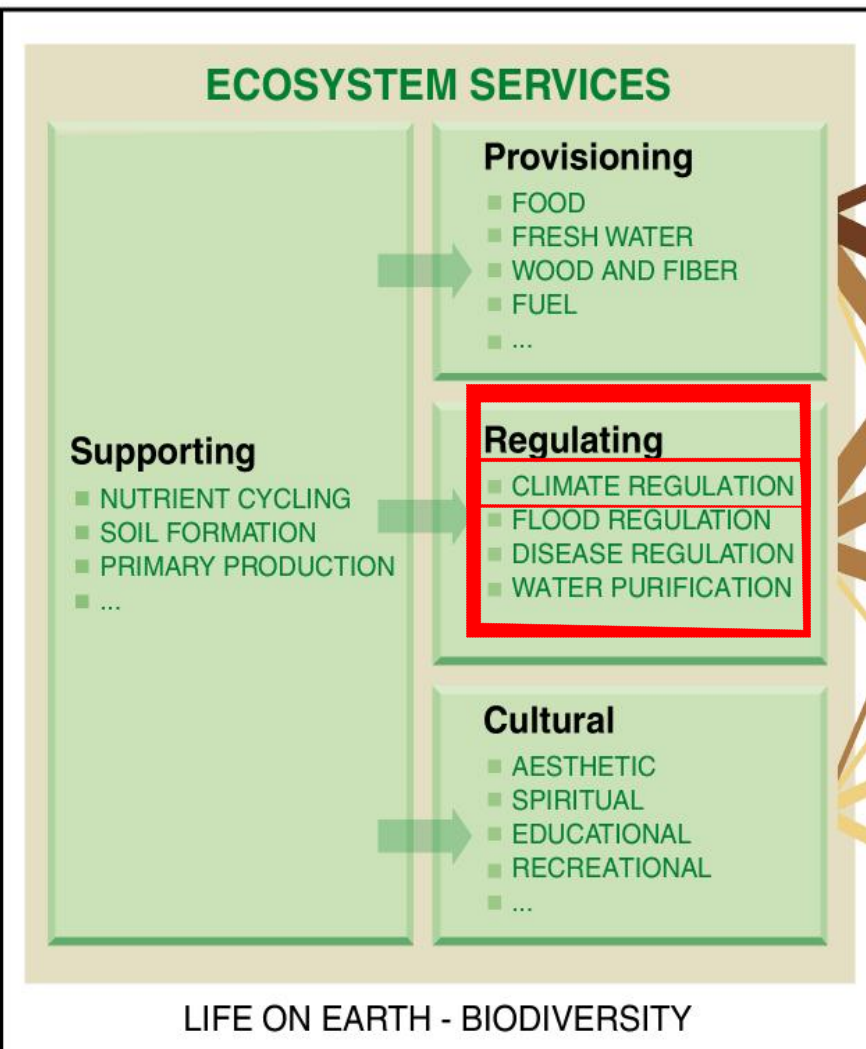 ECOSYSTEM SERVICES
Supporting
NUTRIENT CYCLING
SOIL FORMATION
PRIMARY PRODUCTION
...
Provisioning
FOOD
FRESH WATER
WOOD AND FIBER
FUEL
...
Regulating
CLIMATE REGULATION
FLOOD REGULATION
DISEASE REGULATION
WATER PURIFICATION
Cultural
AESTHETIC
SPIRITUAL
EDUCATIONAL
RECREATIONAL
...
LIFE ON EARTH - BIODIVERSITY